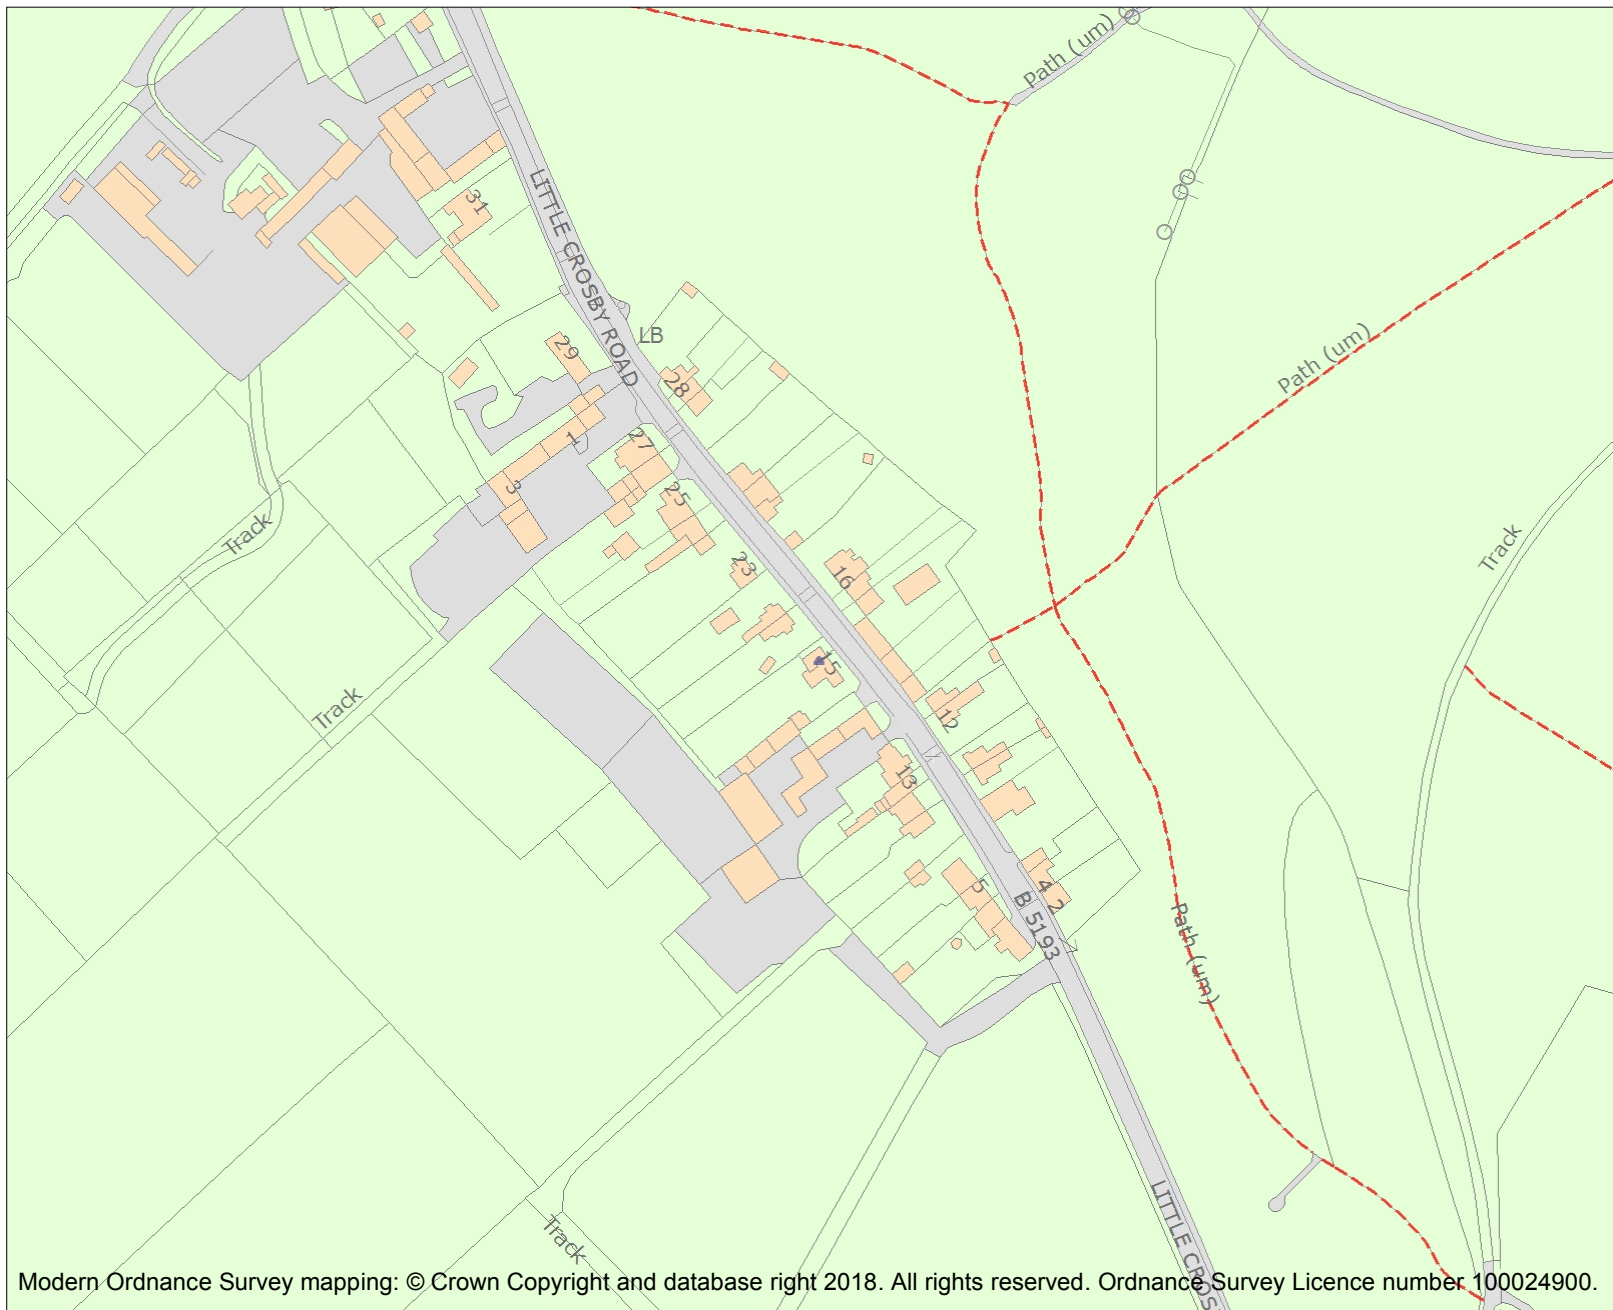 Path (um)
LITTLE CROSBY ROAD
31
LB
29
28
Path (um)
27
1
3
25
Track
Track
23
16
15
Track
12
13
5
4
2
B 5193
Path (um)
Track
LITTLE CROS
Modern Ordnance Survey mapping: © Crown Copyright and database right 2018. All rights reserved. Ordnance Survey Licence number 100024900.